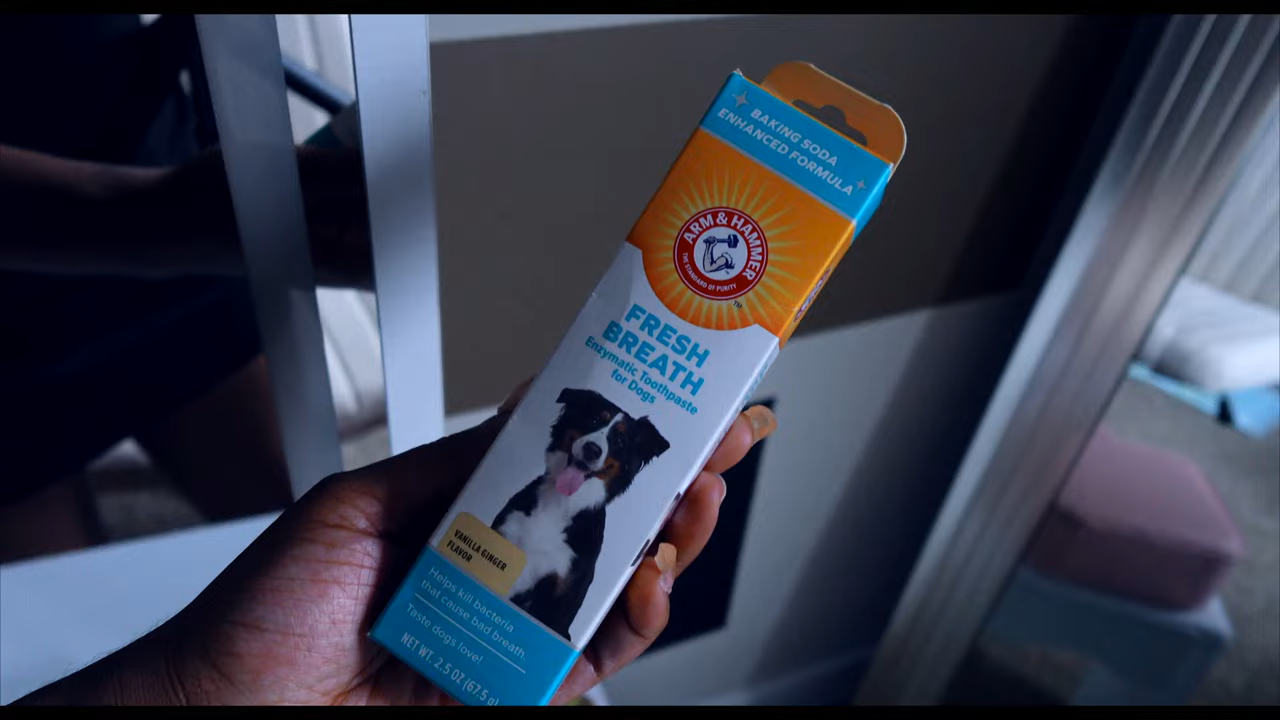 BAKING SODA
ENHANCED FORMULA
ARM & HAMMER
THE STANDARD OF PURITY
TM
FRESH
BREATH
Enzymatic Toothpaste
for Dogs
VANILLA GINGER
FLAVOR
Helps kill bacteria
that cause bad breath.
Taste dogs love!
NET WT. 2.5 OZ (67.5 g)